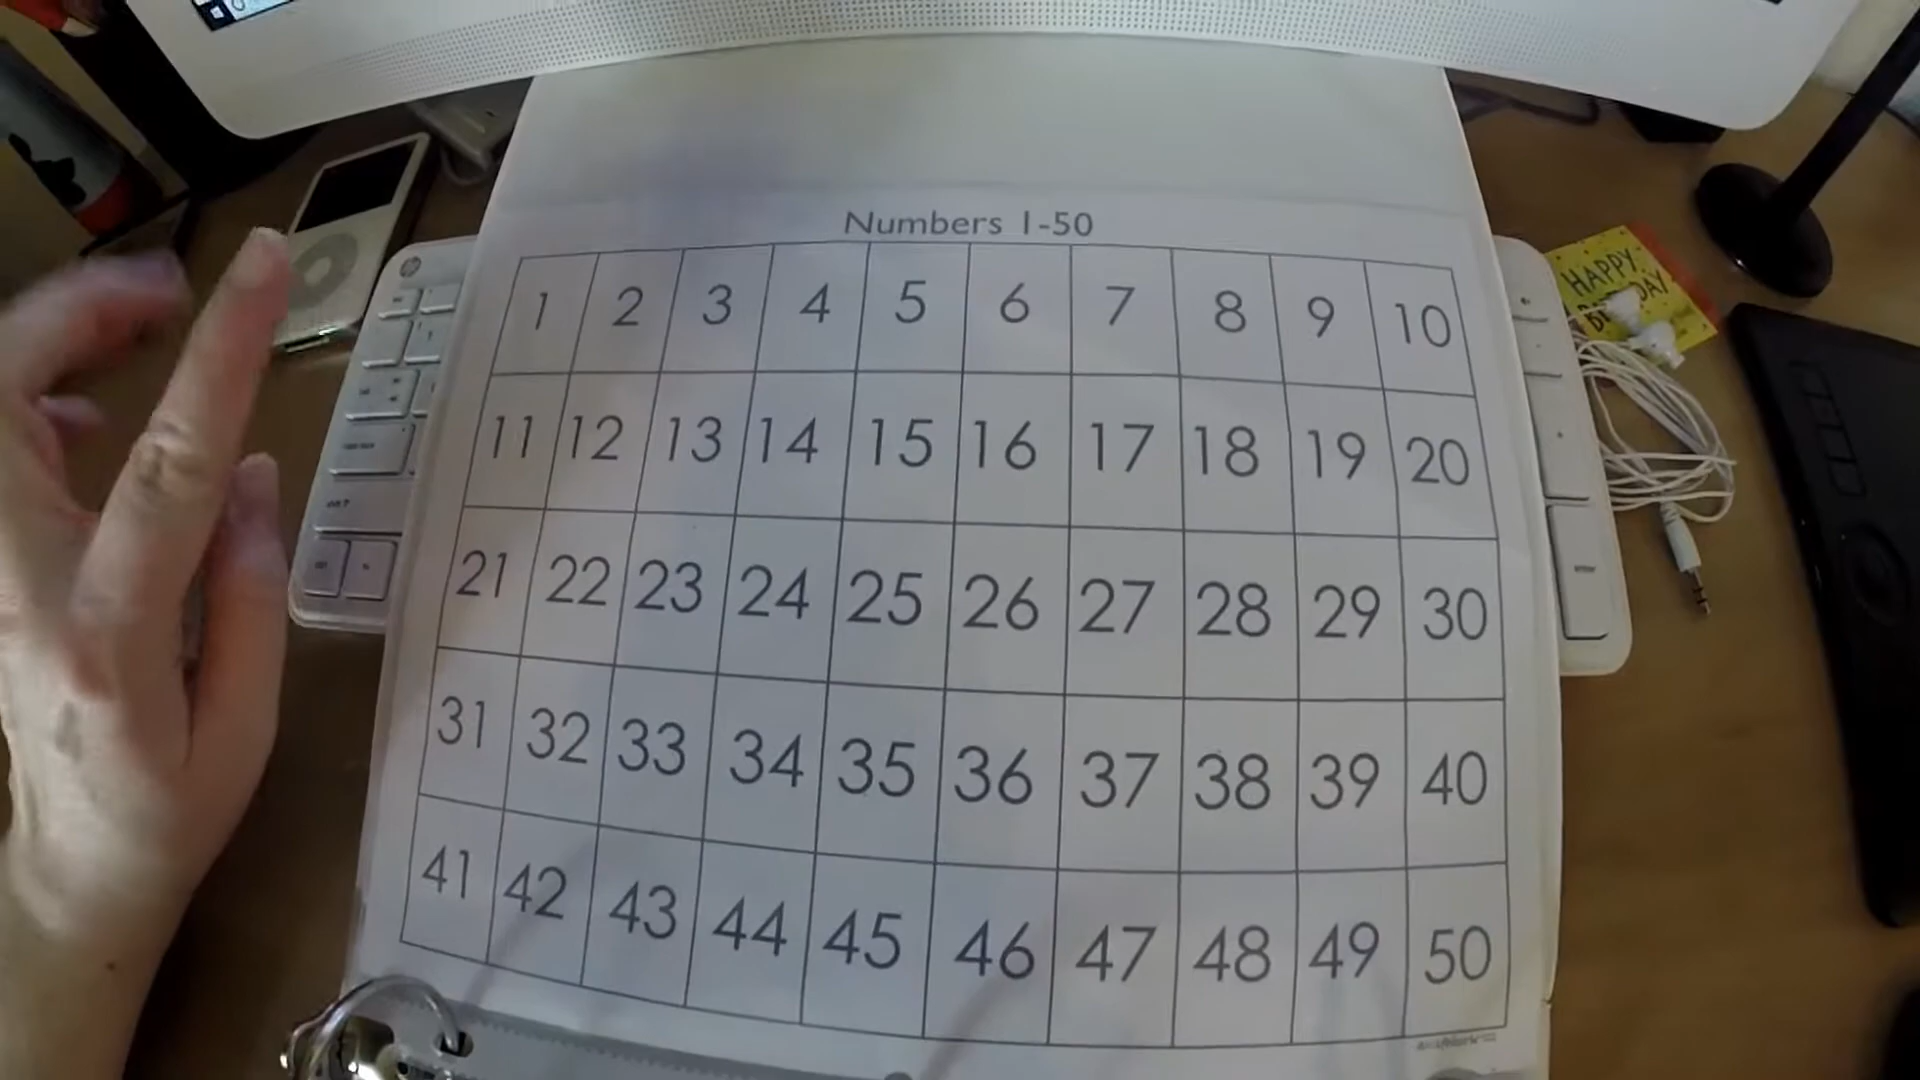 Numbers 1-50
1 2 3 4 5 6 7 8 9 10
11 12 13 14 15 16 17 18 19 20
21 22 23 24 25 26 27 28 29 30
31 32 33 34 35 36 37 38 39 40
41 42 43 44 45 46 47 48 49 50
HAPPY
hp
enter